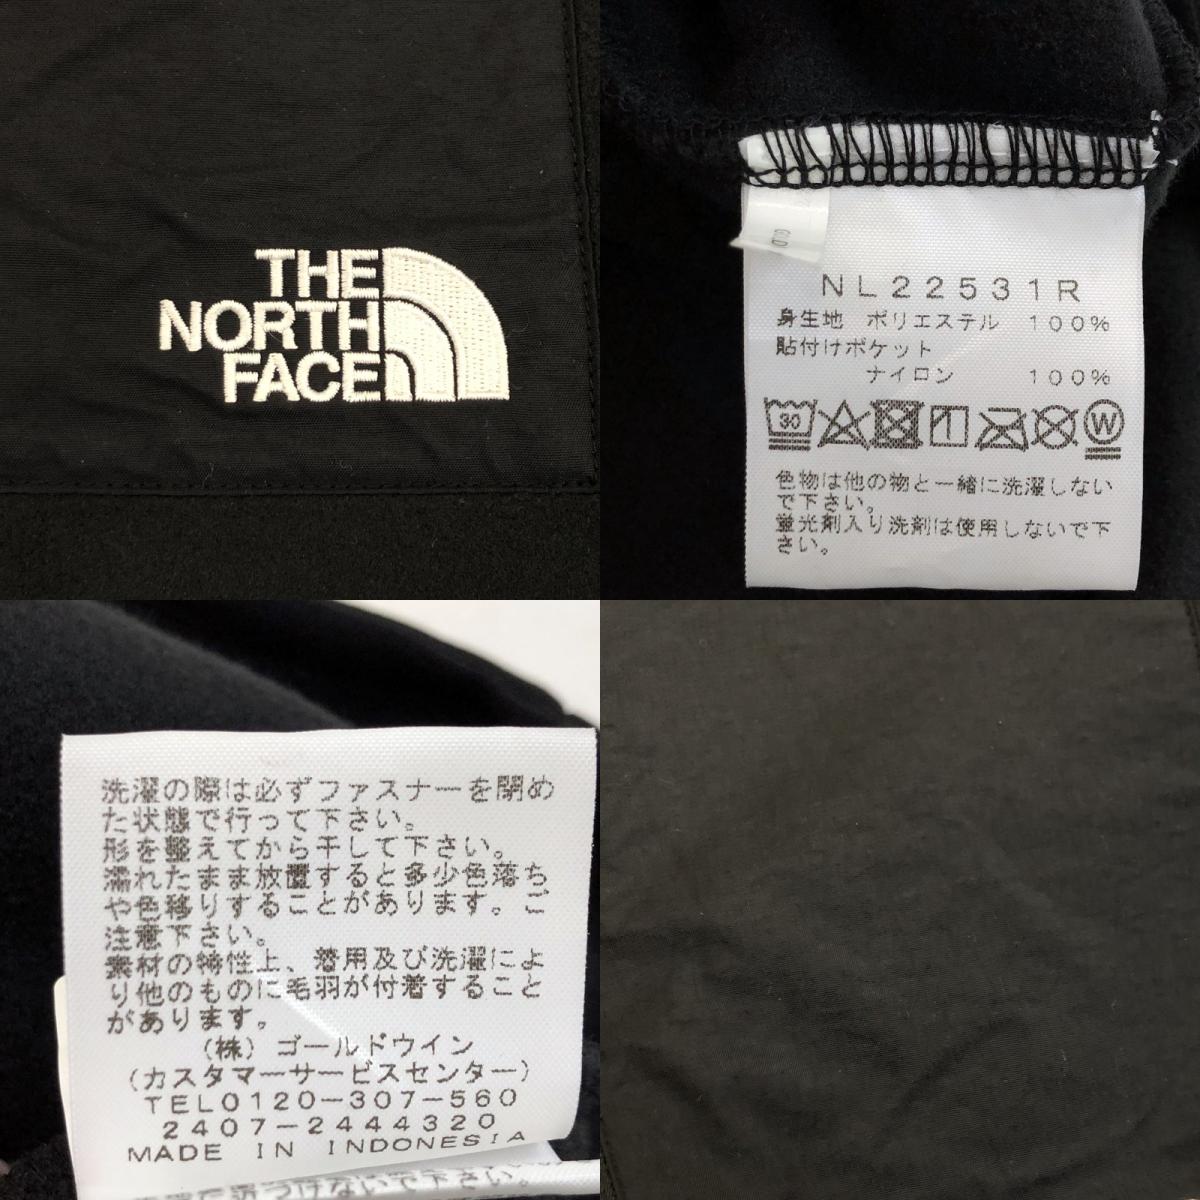 THE
NORTH
FACE
GLD
NL22531R
身生地 ポリエステル 100%
貼付けポケット
ナイロン 100%
30
W
色物は他の物と一緒に洗濯しない
で下さい。
蛍光剤入り洗剤は使用しないで下
さい。
洗濯の際は必ずファスナーを閉め
た状態で行って下さい。
形を整えてから干して下さい。
濡れたまま放置すると多少色落ち
や色移りすることがあります。ご
注意下さい。
素材の特性上、着用及び洗濯によ
り他のものに毛羽が付着すること
があります。
(株)ゴールドウイン
(カスタマーサービスセンター)
TEL0120-307-560
2407-2444320
MADE IN INDONESIA
近づけないで下さい。